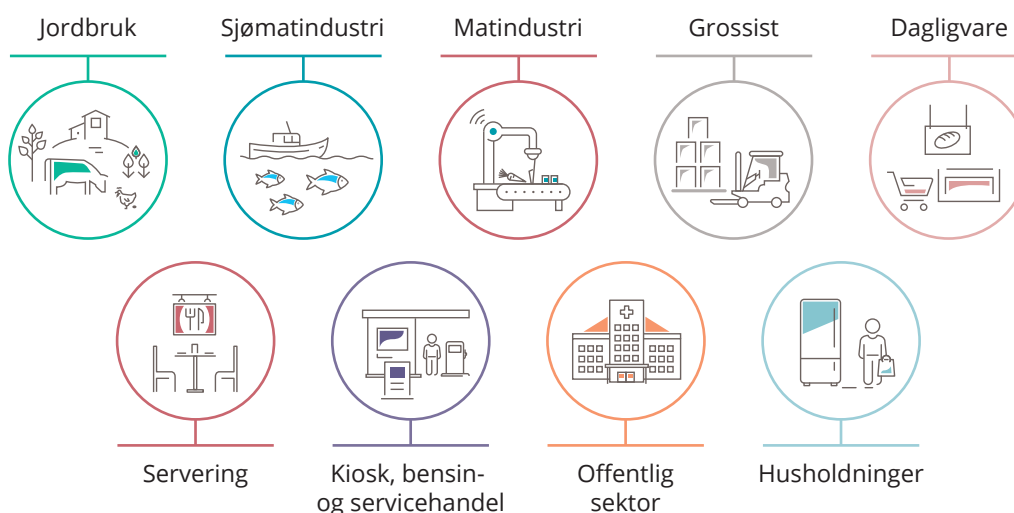 Jordbruk
Sjømatindustri
Matindustri
Grossist
Dagligvare
Servering
Kiosk, bensin-
og servicehandel
Offentlig
sektor
Husholdninger